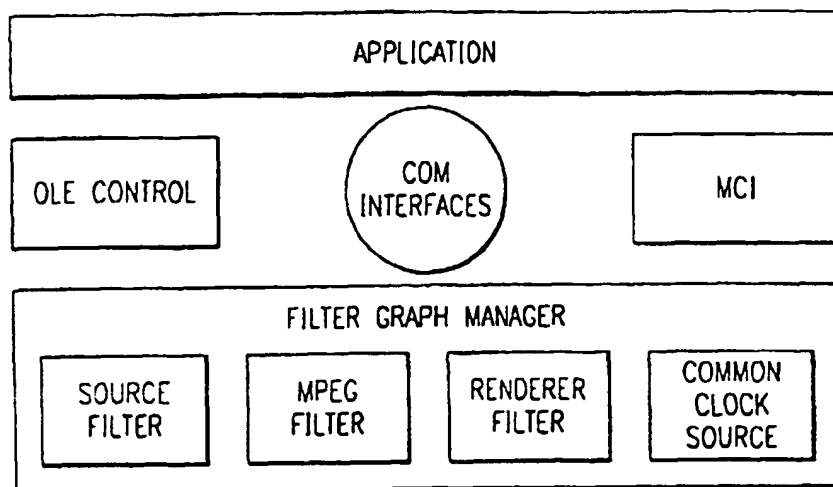 APPLICATION
OLE CONTROL
COM
INTERFACES
MCI
FILTER GRAPH MANAGER
SOURCE
FILTER
MPEG
FILTER
RENDERER
FILTER
COMMON
CLOCK
SOURCE